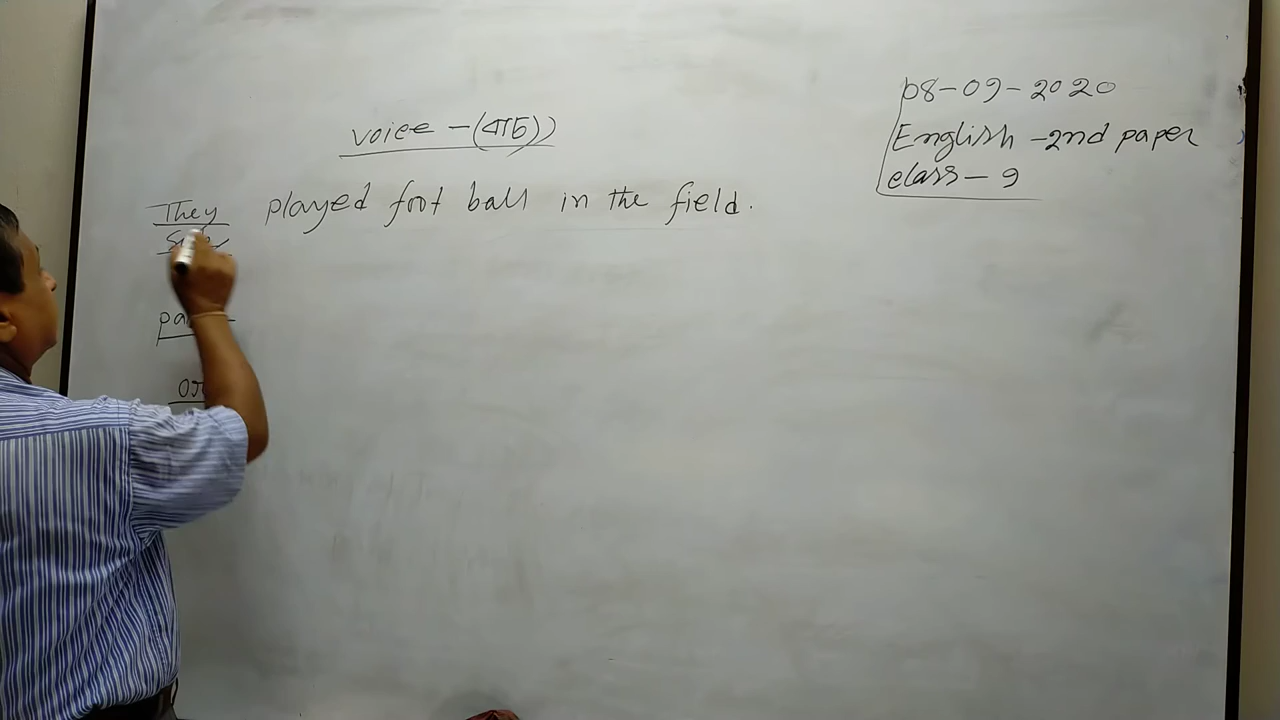 08-09-2020
English -2nd paper
class - 9
voice -(বাচ্য)
They played foot ball in the field.